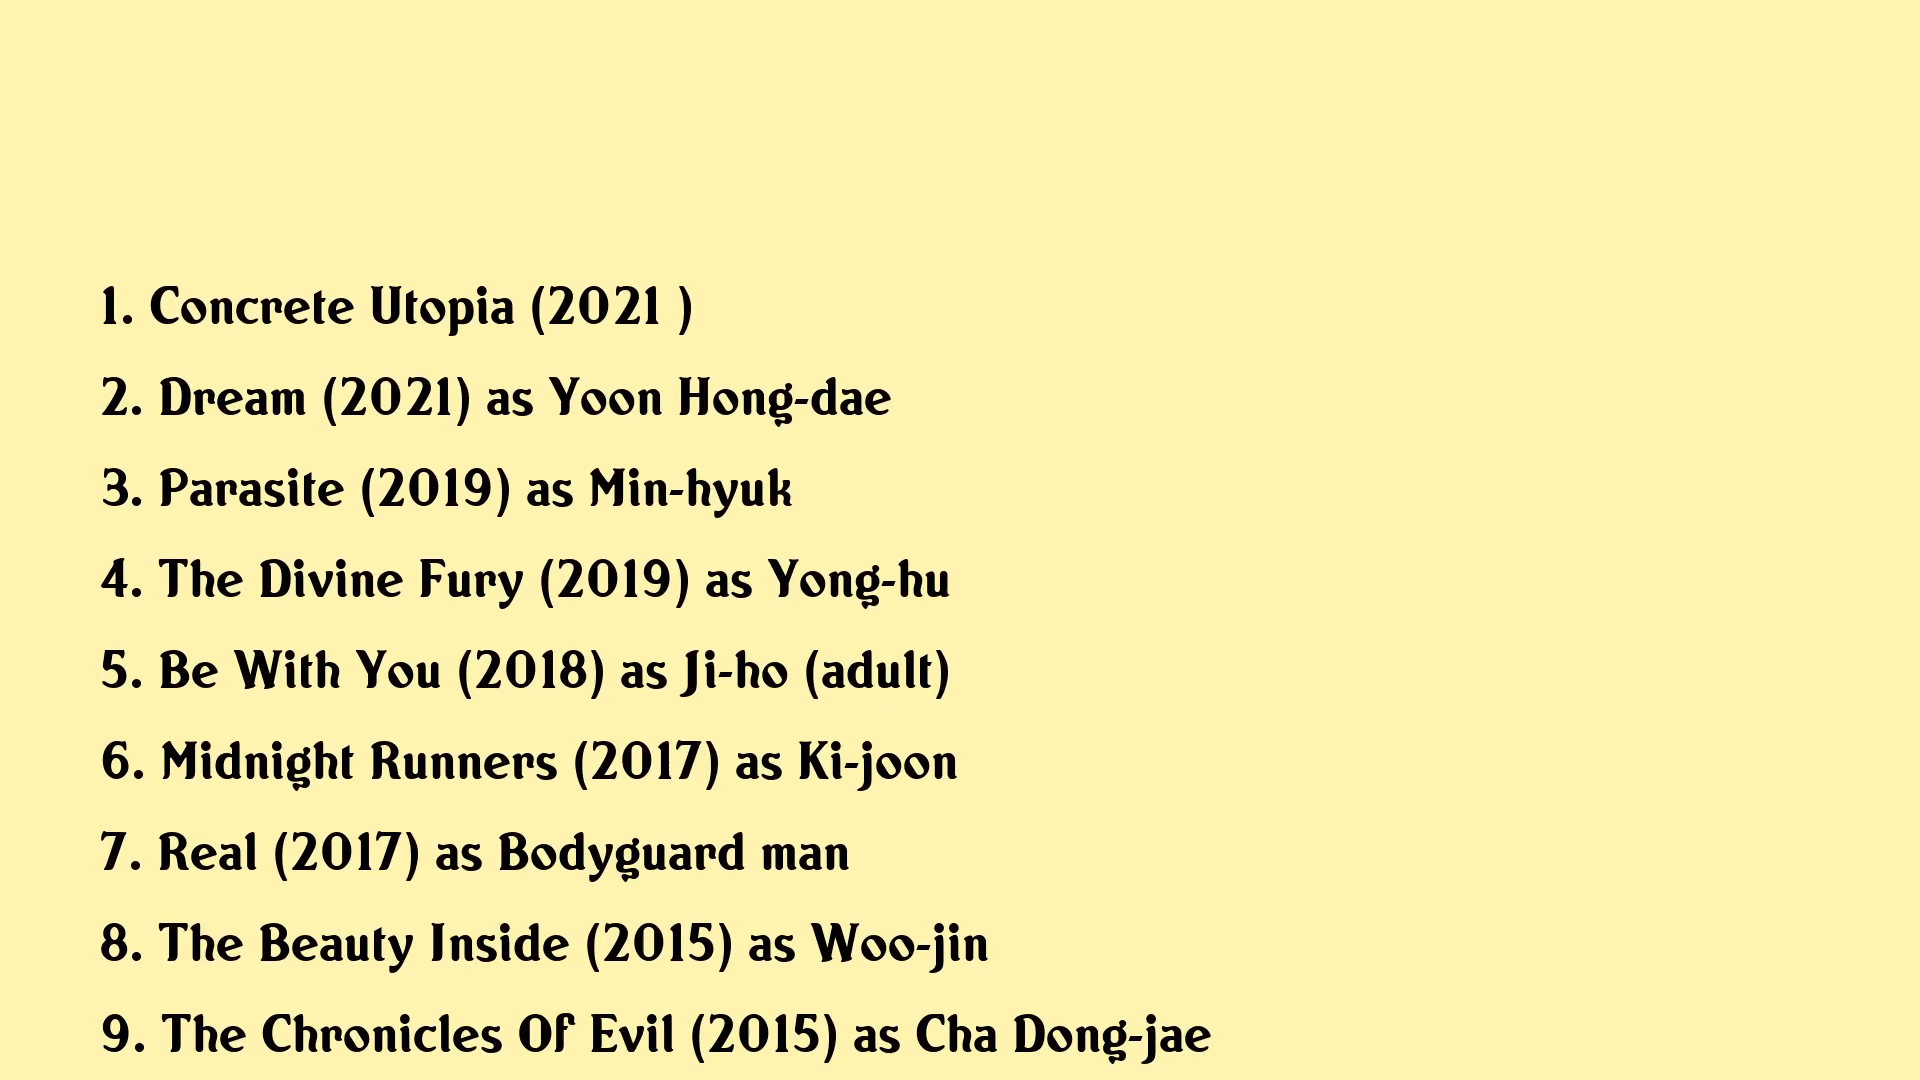 1. Concrete Utopia (2021 )
2. Dream (2021) as Yoon Hong-dae
3. Parasite (2019) as Min-hyuk
4. The Divine Fury (2019) as Yong-hu
5. Be With You (2018) as Ji-ho (adult)
6. Midnight Runners (2017) as Ki-joon
7. Real (2017) as Bodyguard man
8. The Beauty Inside (2015) as Woo-jin
9. The Chronicles Of Evil (2015) as Cha Dong-jae